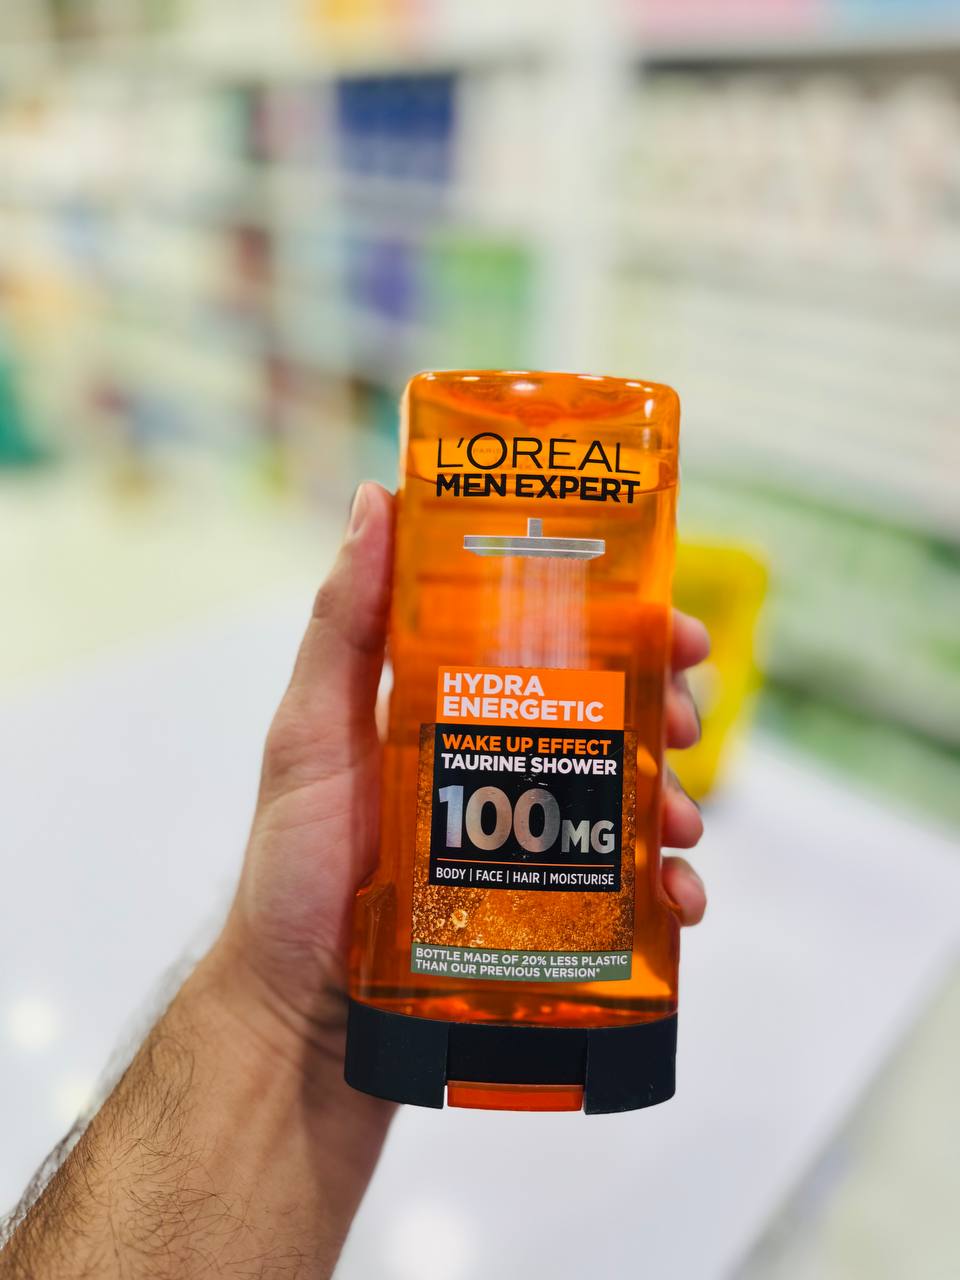 L'ORÉAL
MEN EXPERT
HYDRA
ENERGETIC
WAKE UP EFFECT
TAURINE SHOWER
100MG
BODY | FACE | HAIR | MOISTURISE
BOTTLE MADE OF 20% LESS PLASTIC
THAN OUR PREVIOUS VERSION*